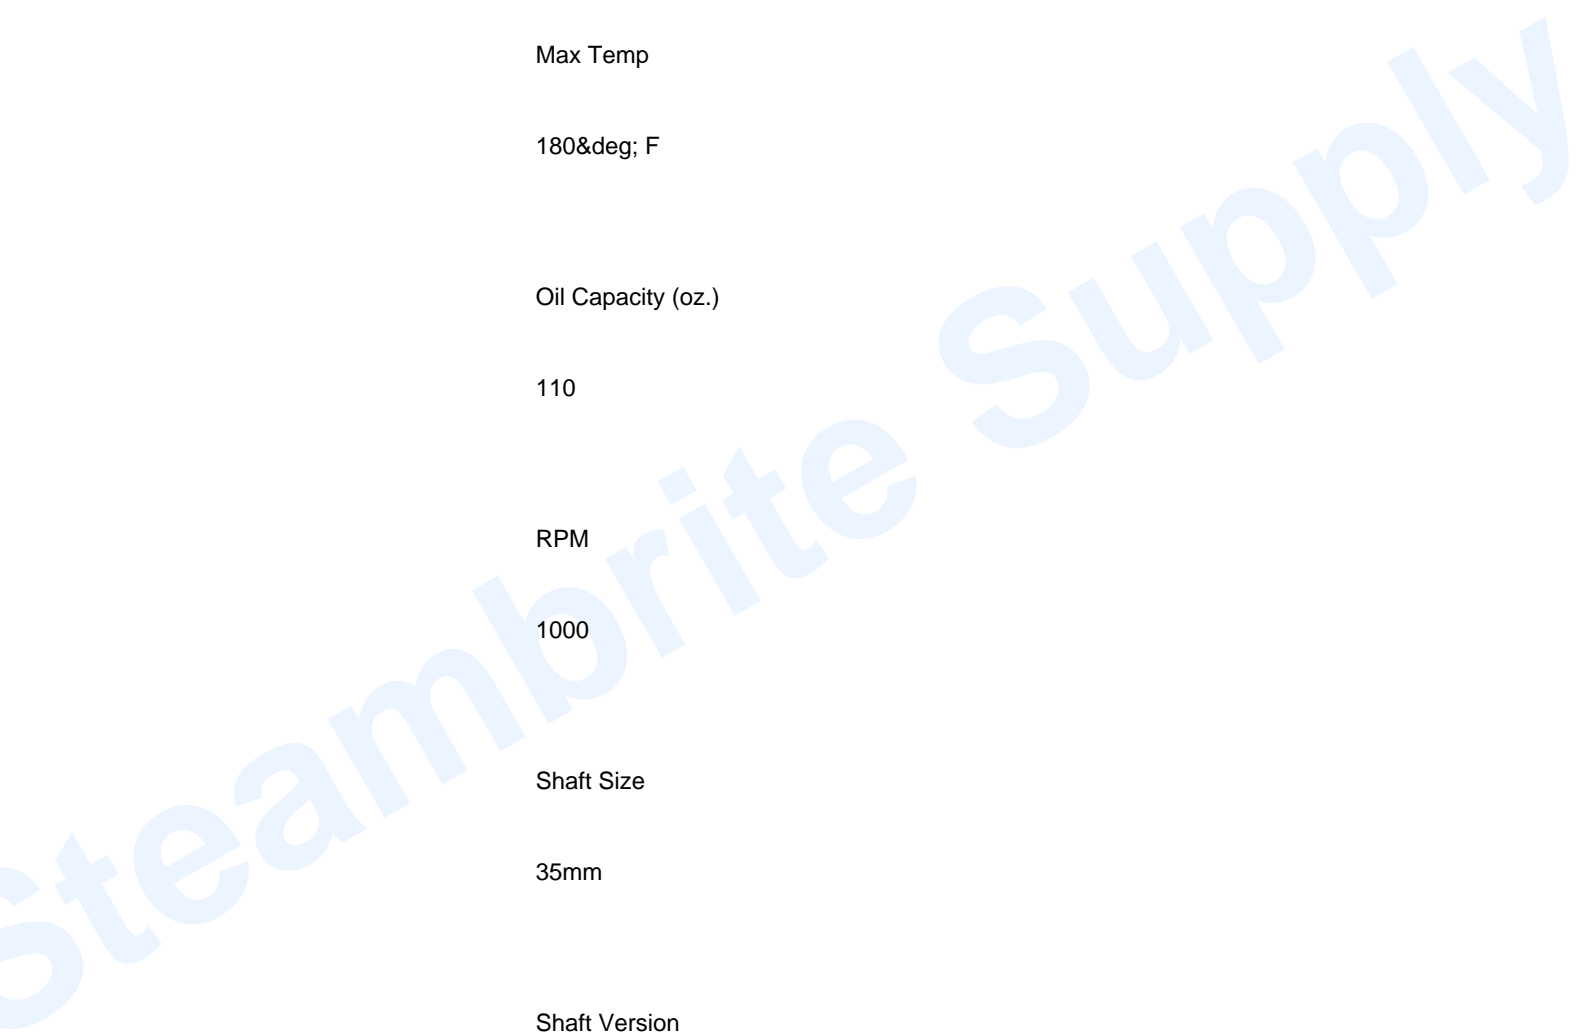 Max Temp
180&deg; F
Oil Capacity (oz.)
110
RPM
1000
Shaft Size
35mm
Shaft Version
Steambrite Supply